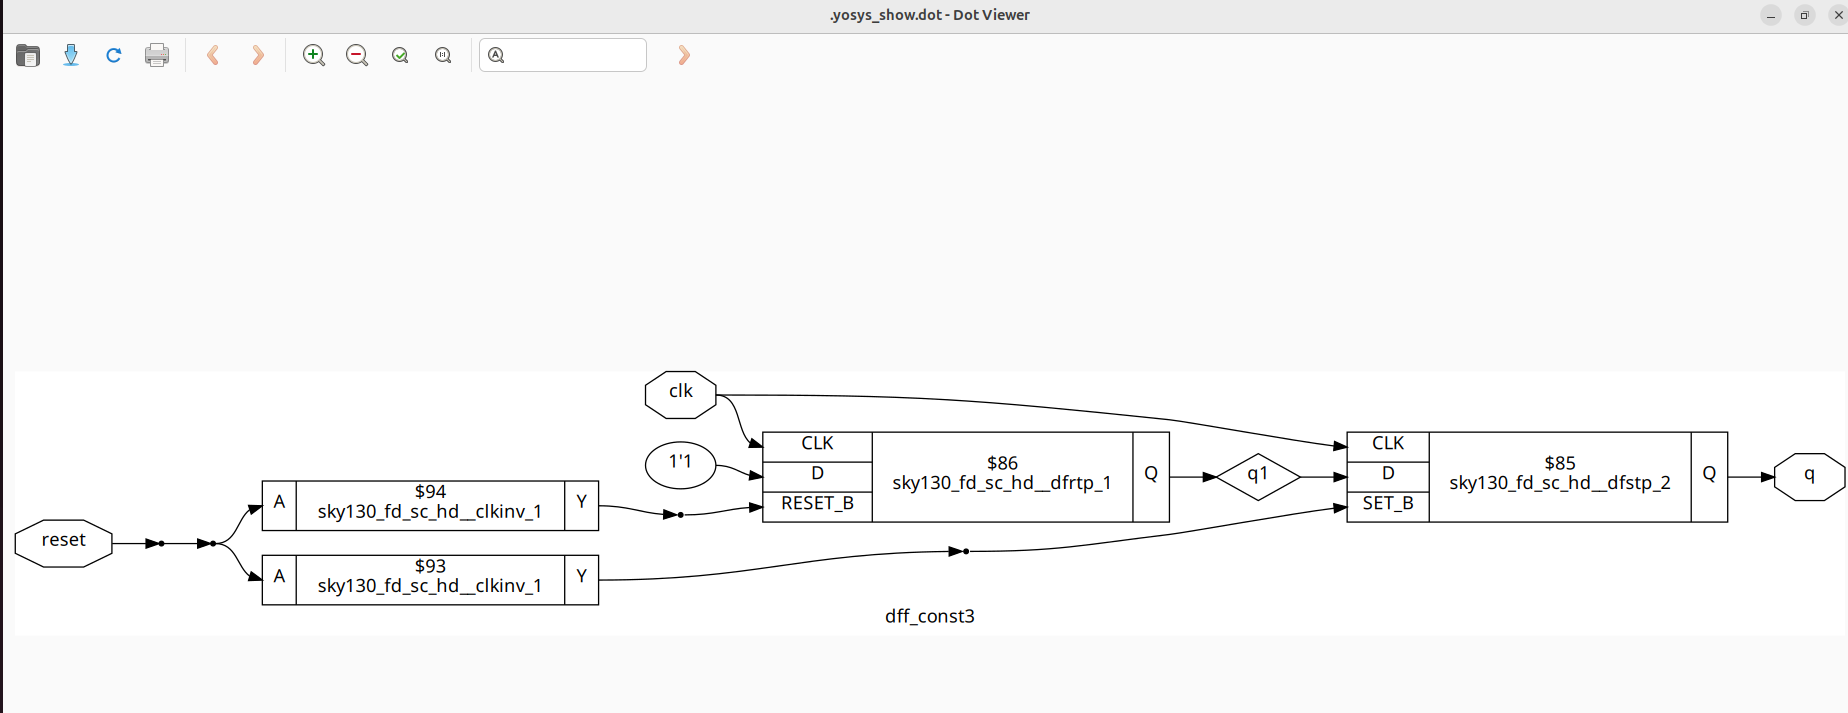 .yosys_show.dot - Dot Viewer
clk
1'1
CLK
D
RESET_B
$86
sky130_fd_sc_hd__dfrtp_1
Q
q1
CLK
D
SET_B
$85
sky130_fd_sc_hd__dfstp_2
Q
q
reset
A
$94
sky130_fd_sc_hd__clkinv_1
Y
A
$93
sky130_fd_sc_hd__clkinv_1
Y
dff_const3